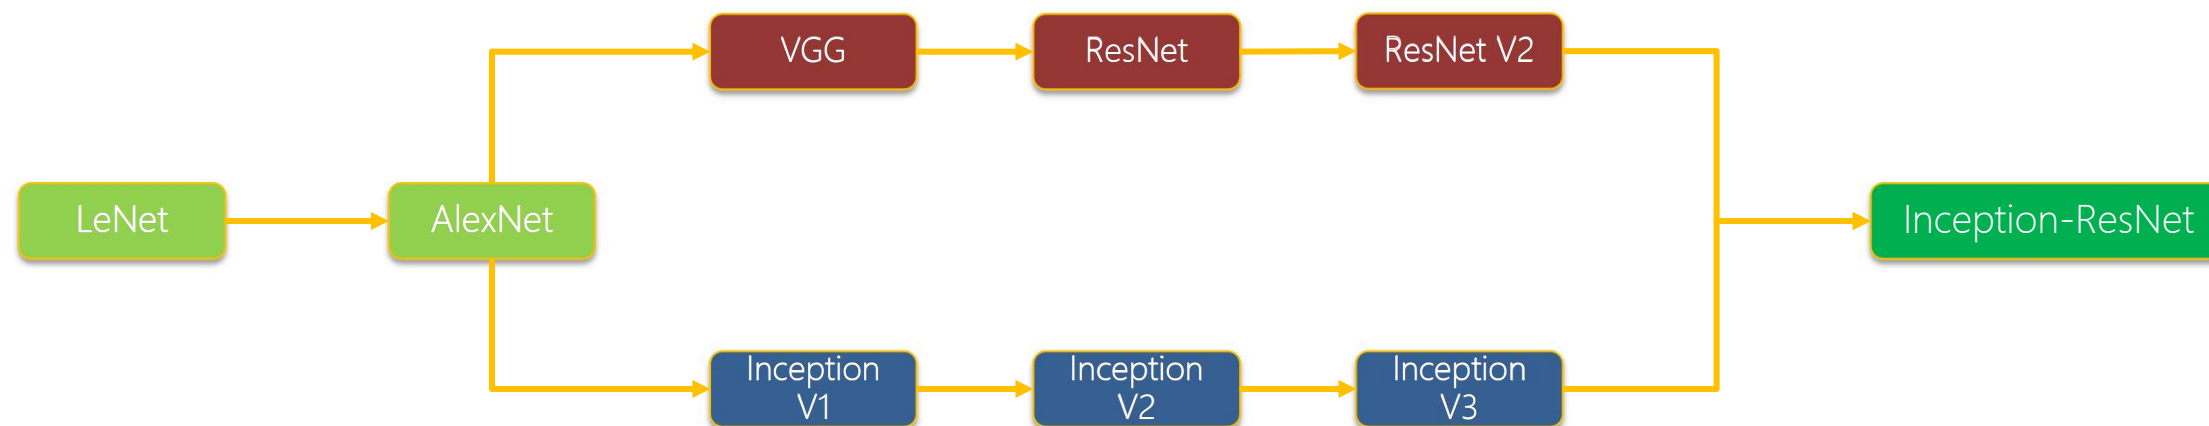 VGG
ResNet
ResNet V2
LeNet
AlexNet
Inception-ResNet
Inception
V1
Inception
V2
Inception
V3